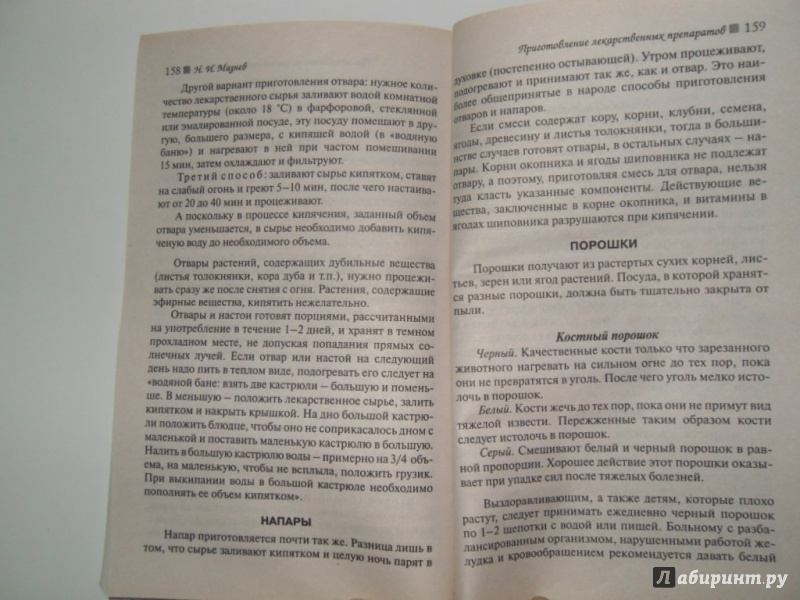 158 ■ Н. И. Мазнев
Другой вариант приготовления отвара: нужное коли-
чество лекарственного сырья заливают водой комнатной
температуры (около 18 °С) в фарфоровой, стеклянной
или эмалированной посуде, эту посуду помещают в дру-
гую, большего размера, с кипящей водой (в «водяную
баню») и нагревают в ней при частом помешивании
15 мин, затем охлаждают и фильтруют.
Третий способ: заливают сырье кипятком, ставят
на слабый огонь и греют 5–10 мин, после чего настаива-
ют от 20 до 40 мин и процеживают.
А поскольку в процессе кипячения, заданный объем
отвара уменьшается, в сырье необходимо добавить кипя-
ченую воду до необходимого объема.
Отвары растений, содержащих дубильные вещества
(листья толокнянки, кора дуба и т.п.), нужно процежи-
вать сразу же после снятия с огня. Растения, содержащие
эфирные вещества, кипятить нежелательно.
Отвары и настои готовят порциями, рассчитанными
на употребление в течение 1–2 дней, и хранят в темном
прохладном месте, не допуская попадания прямых со-
лнечных лучей. Если отвар или настой на следующий
день надо пить в теплом виде, подогревать его следует на
«водяной бане: взять две кастрюли – большую и помень-
ше. В меньшую – положить лекарственное сырье, залить
кипятком и накрыть крышкой. На дно большой кастрю-
ли положить блюдце, чтобы оно не соприкасалось дном с
маленькой и поставить маленькую кастрюлю в большую.
Налить в большую кастрюлю воды – примерно на 3/4 объ-
ема, на маленькую, чтобы не всплыла, положить грузик.
При выкипании воды в большой кастрюле необходимо
пополнять ее объем кипятком».
НАПАРЫ
Напар приготовляется почти так же. Разница лишь в
том, что сырье заливают кипятком и целую ночь парят в
Приготовление лекарственных препаратов ■ 159
духовке (постепенно остывающей). Утром процеживают,
подогревают и принимают так же, как и отвар. Это наи-
более общепринятые в народе способы приготовления
отваров и напаров.
Если смеси содержат кору, корни, клубни, семена,
ягоды, древесину и листья толокнянки, тогда в большин-
стве случаев готовят отвары, в остальных случаях – на-
пары. Корни окопника и ягоды шиповника не подлежат
отвару, а поэтому, приготовляя смесь для отвара, нельзя
туда класть указанные компоненты. Действующие ве-
щества, заключенные в корне окопника, и витамины в
ягодах шиповника разрушаются при кипячении.
ПОРОШКИ
Порошки получают из растертых сухих корней, лис-
тьев, зерен или ягод растений. Посуда, в которой хранят-
ся разные порошки, должна быть тщательно закрыта от
пыли.
Костный порошок
Черный. Качественные кости только что зарезанного
животного нагревать на сильном огне до тех пор, пока
они не превратятся в уголь. После чего уголь мелко исто-
лочь в порошок.
Белый. Кости жечь до тех пор, пока они не примут вид
тяжелой извести. Пережженные таким образом кости
следует истолочь в порошок.
Серый. Смешивают белый и черный порошок в рав-
ной пропорции. Хорошее действие этот порошки оказы-
вает при упадке сил после тяжелых болезней.
Выздоравливающим, а также детям, которые плохо
растут, следует принимать ежедневно черный порошок
по 1–2 щепотки с водой или пищей. Больному с разба-
лансированным организмом, нарушенными работой же-
лудка и кровообращением рекомендуется давать белый
Лабиринт.ру